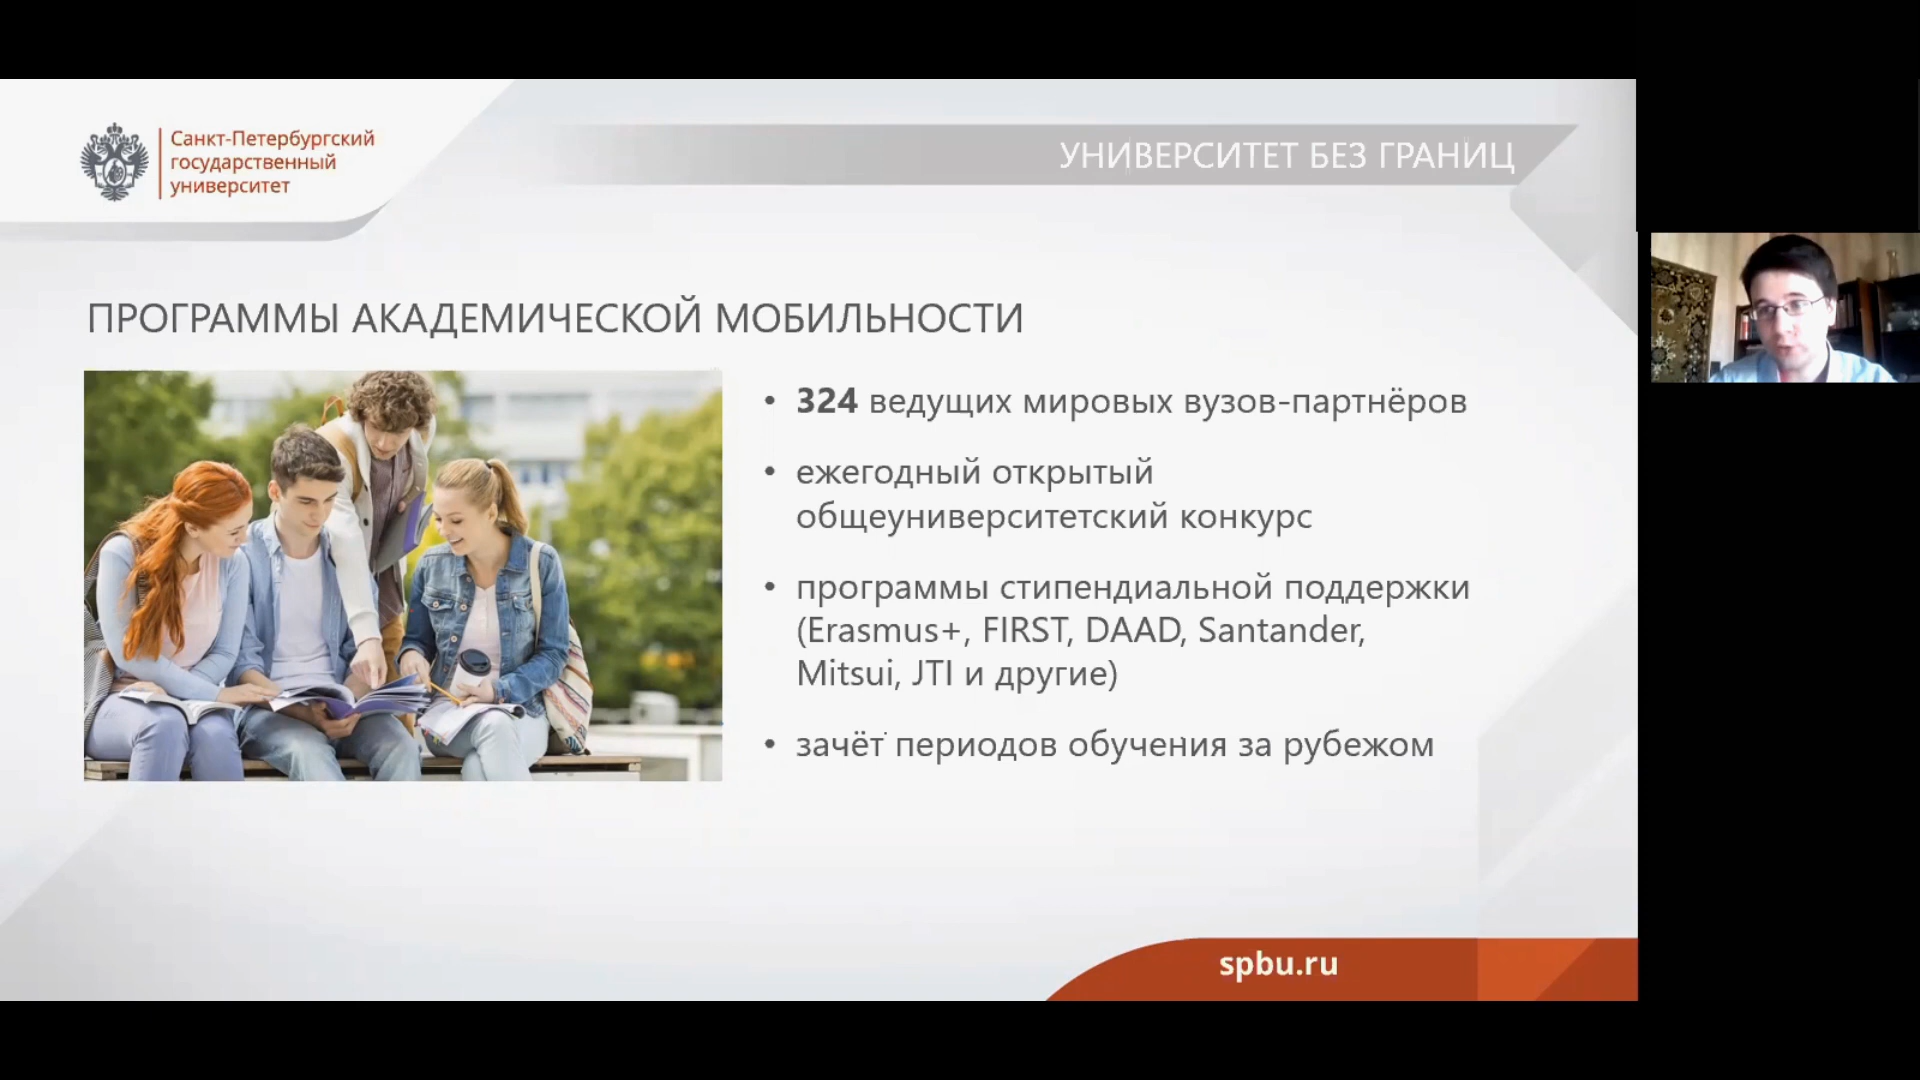 Санкт-Петербургский
государственный
университет
УНИВЕРСИТЕТ БЕЗ ГРАНИЦ
ПРОГРАММЫ АКАДЕМИЧЕСКОЙ МОБИЛЬНОСТИ
• 324 ведущих мировых вузов-партнёров
• ежегодный открытый
общеуниверситетский конкурс
• программы стипендиальной поддержки
(Erasmus+, FIRST, DAAD, Santander,
Mitsui, JTI и другие)
• зачёт периодов обучения за рубежом
spbu.ru